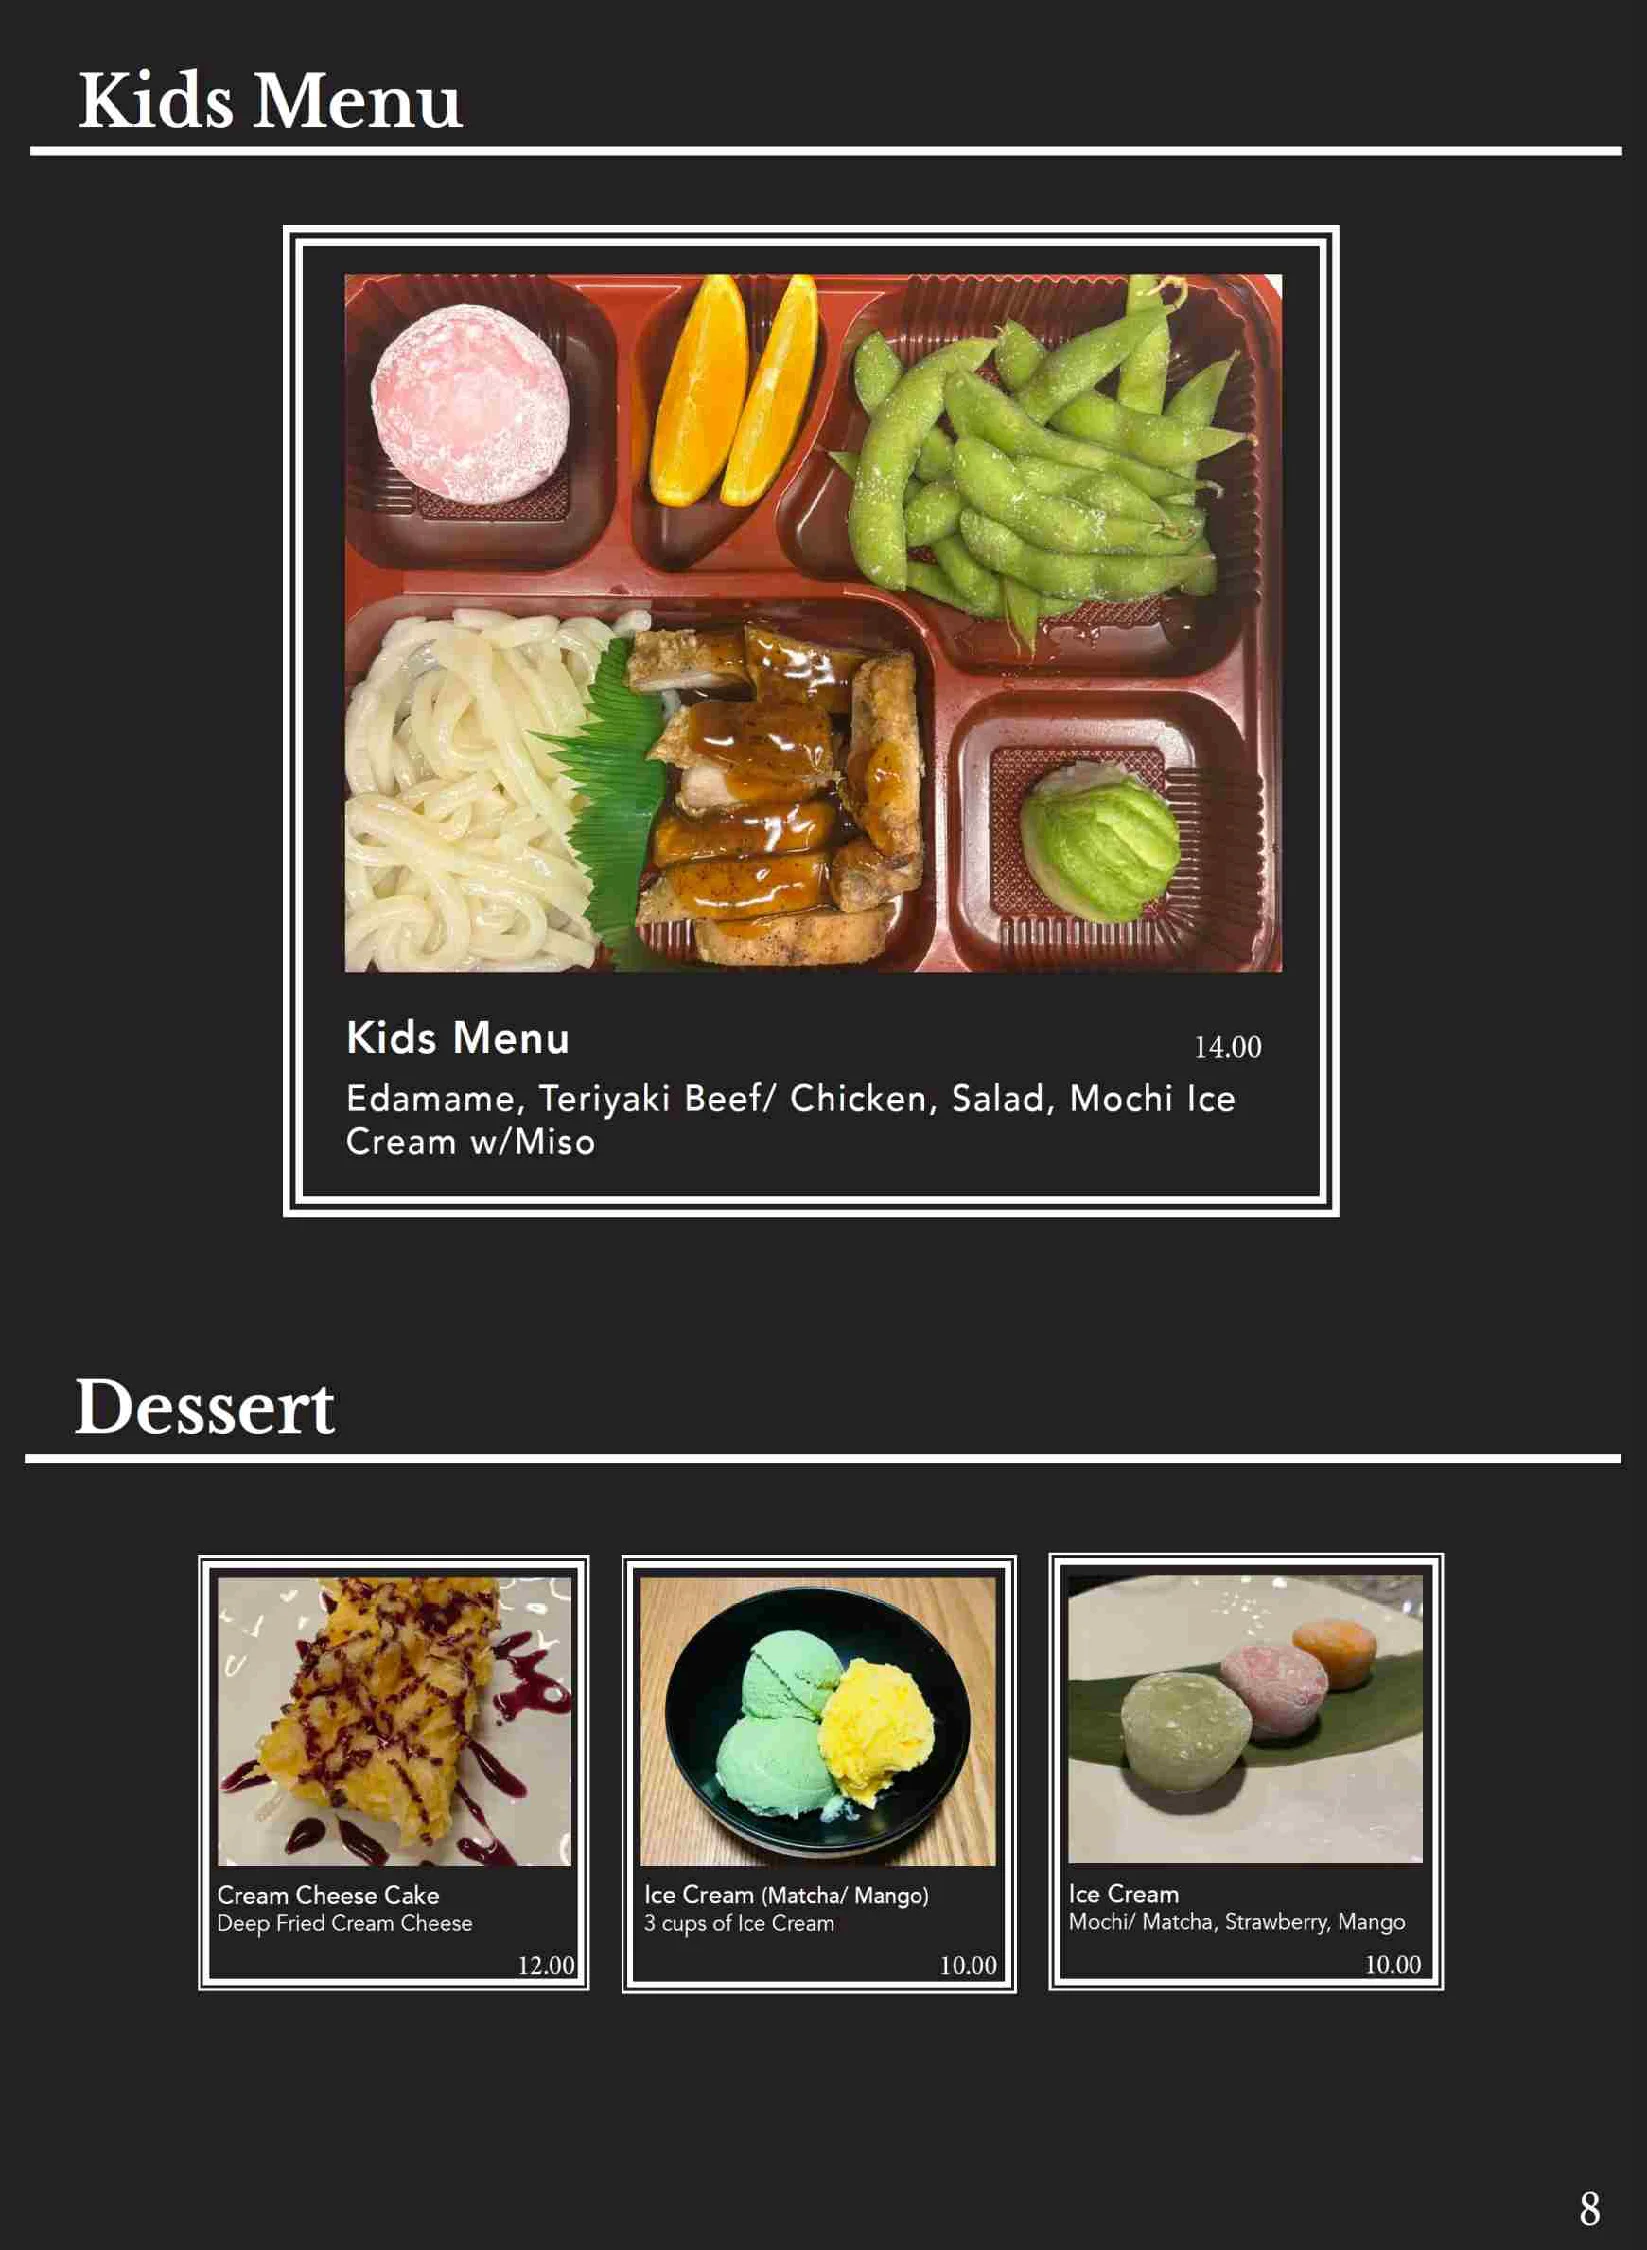 Kids Menu
Kids Menu
14.00
Edamame, Teriyaki Beef/ Chicken, Salad, Mochi Ice
Cream w/Miso
Dessert
Cream Cheese Cake
Deep Fried Cream Cheese
12.00
Ice Cream (Matcha/ Mango)
3 cups of Ice Cream
10.00
Ice Cream
Mochi/ Matcha, Strawberry, Mango
10.00
8